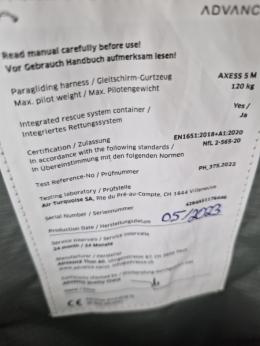 ADVANC
Read manual carefully before use!
Vor Gebrauch Handbuch aufmerksam lesen!
Paragliding harness / Gleitschirm-Gurtzeug AXESS 5 M
Max. pilot weight / Max. Pilotengewicht 120 kg
Integrated rescue system container / Yes /
Integriertes Rettungssystem Ja
Certification / Zulassung EN1651:2018+A1:2020
In accordance with the following standards / NfL 2-565-20
In Übereinstimmung mit den folgenden Normen
Test Reference-No / Prüfnummer PH_375.2022
Testing laboratory / Prüfstelle
Air Turquoise SA, Rte du Pré-au-Compte, CH 1844 Villeneuve
Serial Number / Seriennummer
Production Date / Herstellungsdatum 05/2023
Service Intervals / Service Intervalle
24 month / 24 Monate
Manufacturer / Hersteller
CE